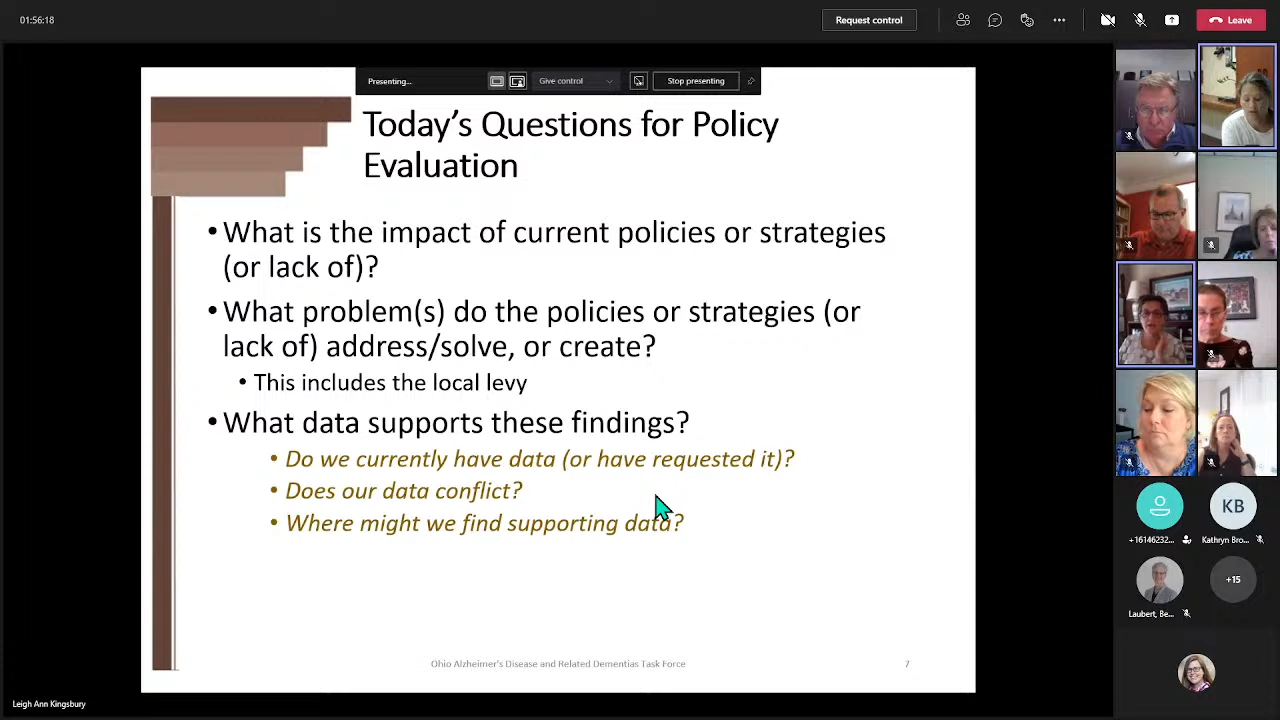 01:56:18
Request control
Leave
Presenting...
Give control
Stop presenting
Today's Questions for Policy
Evaluation
•What is the impact of current policies or strategies
(or lack of)?
•What problem(s) do the policies or strategies (or
lack of) address/solve, or create?
• This includes the local levy
•What data supports these findings?
• Do we currently have data (or have requested it)?
• Does our data conflict?
• Where might we find supporting data?
Ohio Alzheimer's Disease and Related Dementias Task Force
7
KB
+16146232...
Kathryn Bro...
+15
Laubert, Be...
Leigh Ann Kingsbury